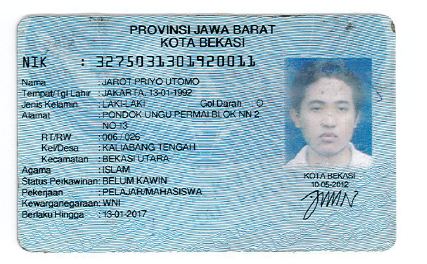 PROVINSI JAWA BARAT
KOTA BEKASI
NIK : 3275031301920011
Nama : JAROT PRIYO UTOMO
Tempat/Tgl Lahir : JAKARTA, 13-01-1992
Jenis Kelamin : LAKI-LAKI Gol Darah O
Alamat : PONDOK UNGU PERMAI BLOK NN 2
NO 13
RT/RW : 006 / 026
Kel/Desa : KALIABANG TENGAH
Kecamatan : BEKASI UTARA
Agama : ISLAM
Status Perkawinan: BELUM KAWIN
Pekerjaan : PELAJAR/MAHASISWA
Kewarganegaraan: WNI
Berlaku Hingga : 13-01-2017
KOTA BEKASI
10-05-2012